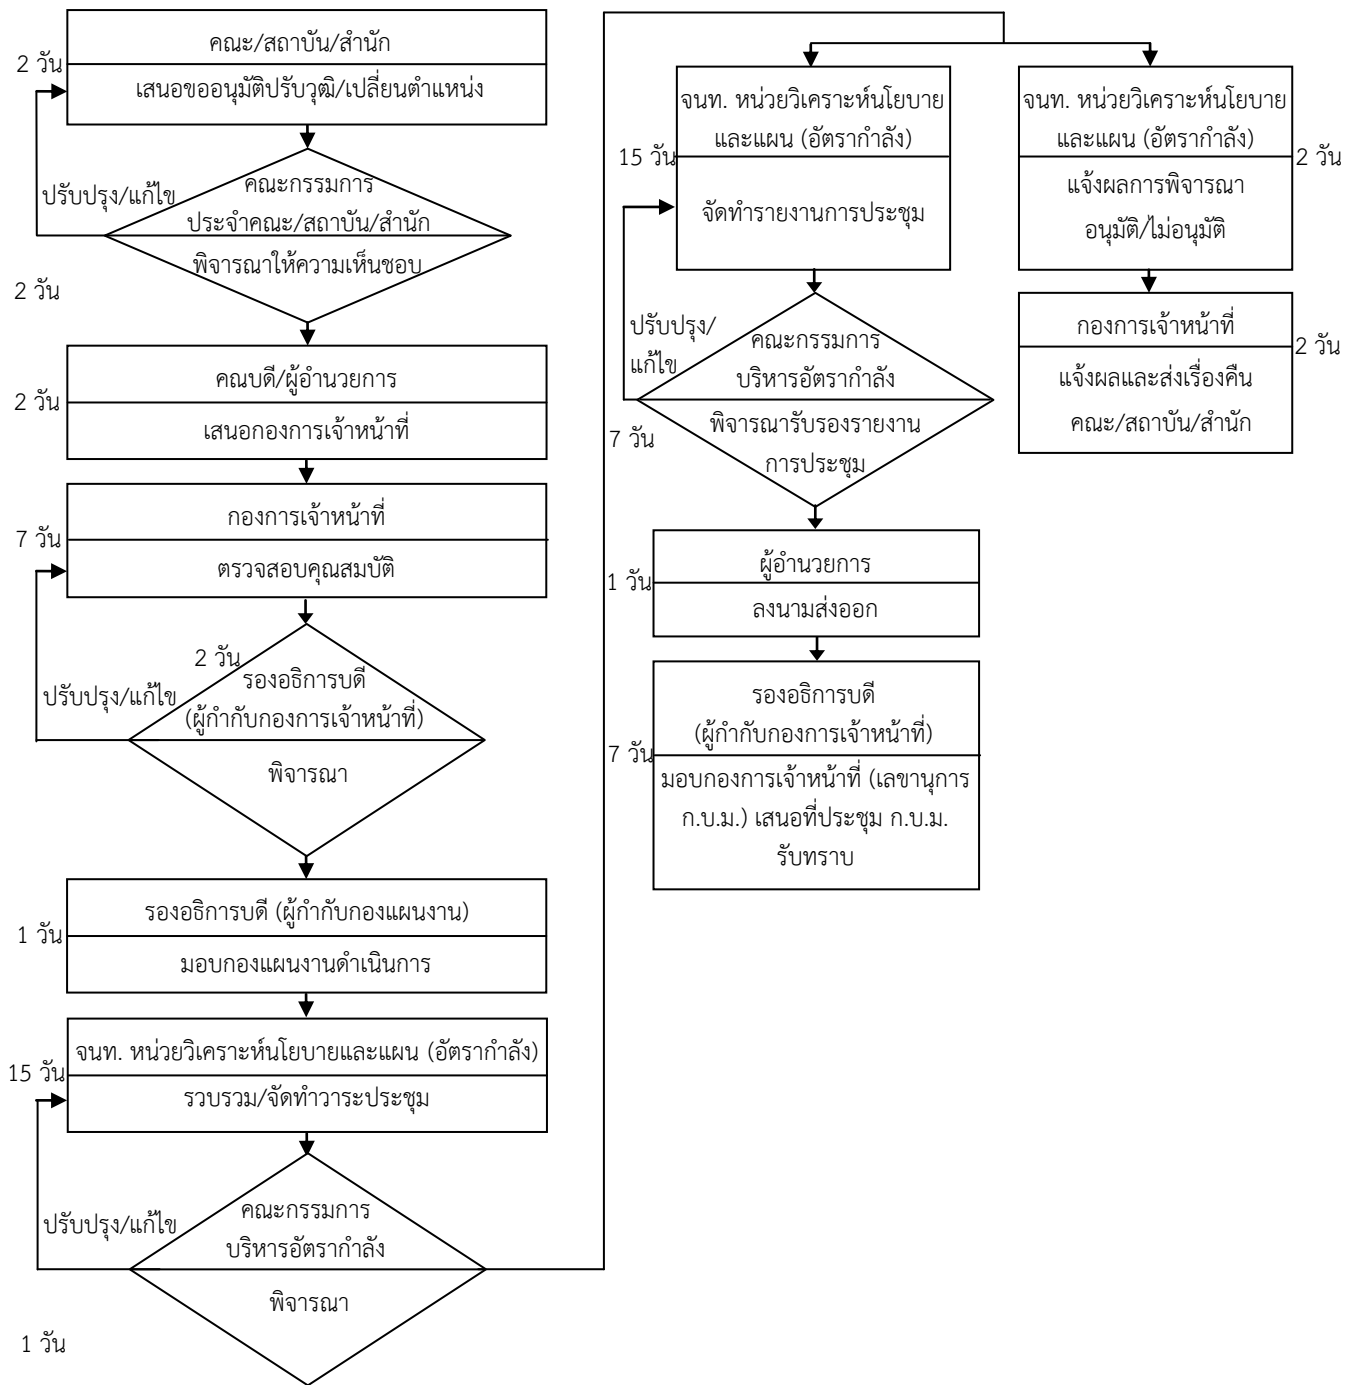 คณะ/สถาบัน/สำนัก
2 วัน
เสนอขออนุมัติปรับวุฒิ/เปลี่ยนตำแหน่ง
ปรับปรุง/แก้ไข
คณะกรรมการ
ประจำคณะ/สถาบัน/สำนัก
พิจารณาให้ความเห็นชอบ
2 วัน
คณบดี/ผู้อำนวยการ
2 วัน
เสนอกองการเจ้าหน้าที่
กองการเจ้าหน้าที่
7 วัน
ตรวจสอบคุณสมบัติ
2 วัน
ปรับปรุง/แก้ไข
รองอธิการบดี
(ผู้กำกับกองการเจ้าหน้าที่)
พิจารณา
รองอธิการบดี (ผู้กำกับกองแผนงาน)
1 วัน
มอบกองแผนงานดำเนินการ
จนท. หน่วยวิเคราะห์นโยบายและแผน (อัตรากำลัง)
15 วัน
รวบรวม/จัดทำวาระประชุม
ปรับปรุง/แก้ไข
คณะกรรมการ
บริหารอัตรากำลัง
พิจารณา
1 วัน
จนท. หน่วยวิเคราะห์นโยบาย
และแผน (อัตรากำลัง)
15 วัน
จัดทำรายงานการประชุม
ปรับปรุง/
แก้ไข
คณะกรรมการ
บริหารอัตรากำลัง
7 วัน
พิจารณารับรองรายงาน
การประชุม
ผู้อำนวยการ
1 วัน
ลงนามส่งออก
รองอธิการบดี
(ผู้กำกับกองการเจ้าหน้าที่)
7 วัน
มอบกองการเจ้าหน้าที่ (เลขานุการ
ก.บ.ม.) เสนอที่ประชุม ก.บ.ม.
รับทราบ
จนท. หน่วยวิเคราะห์นโยบาย
และแผน (อัตรากำลัง)
2 วัน
แจ้งผลการพิจารณา
อนุมัติ/ไม่อนุมัติ
กองการเจ้าหน้าที่
2 วัน
แจ้งผลและส่งเรื่องคืน
คณะ/สถาบัน/สำนัก